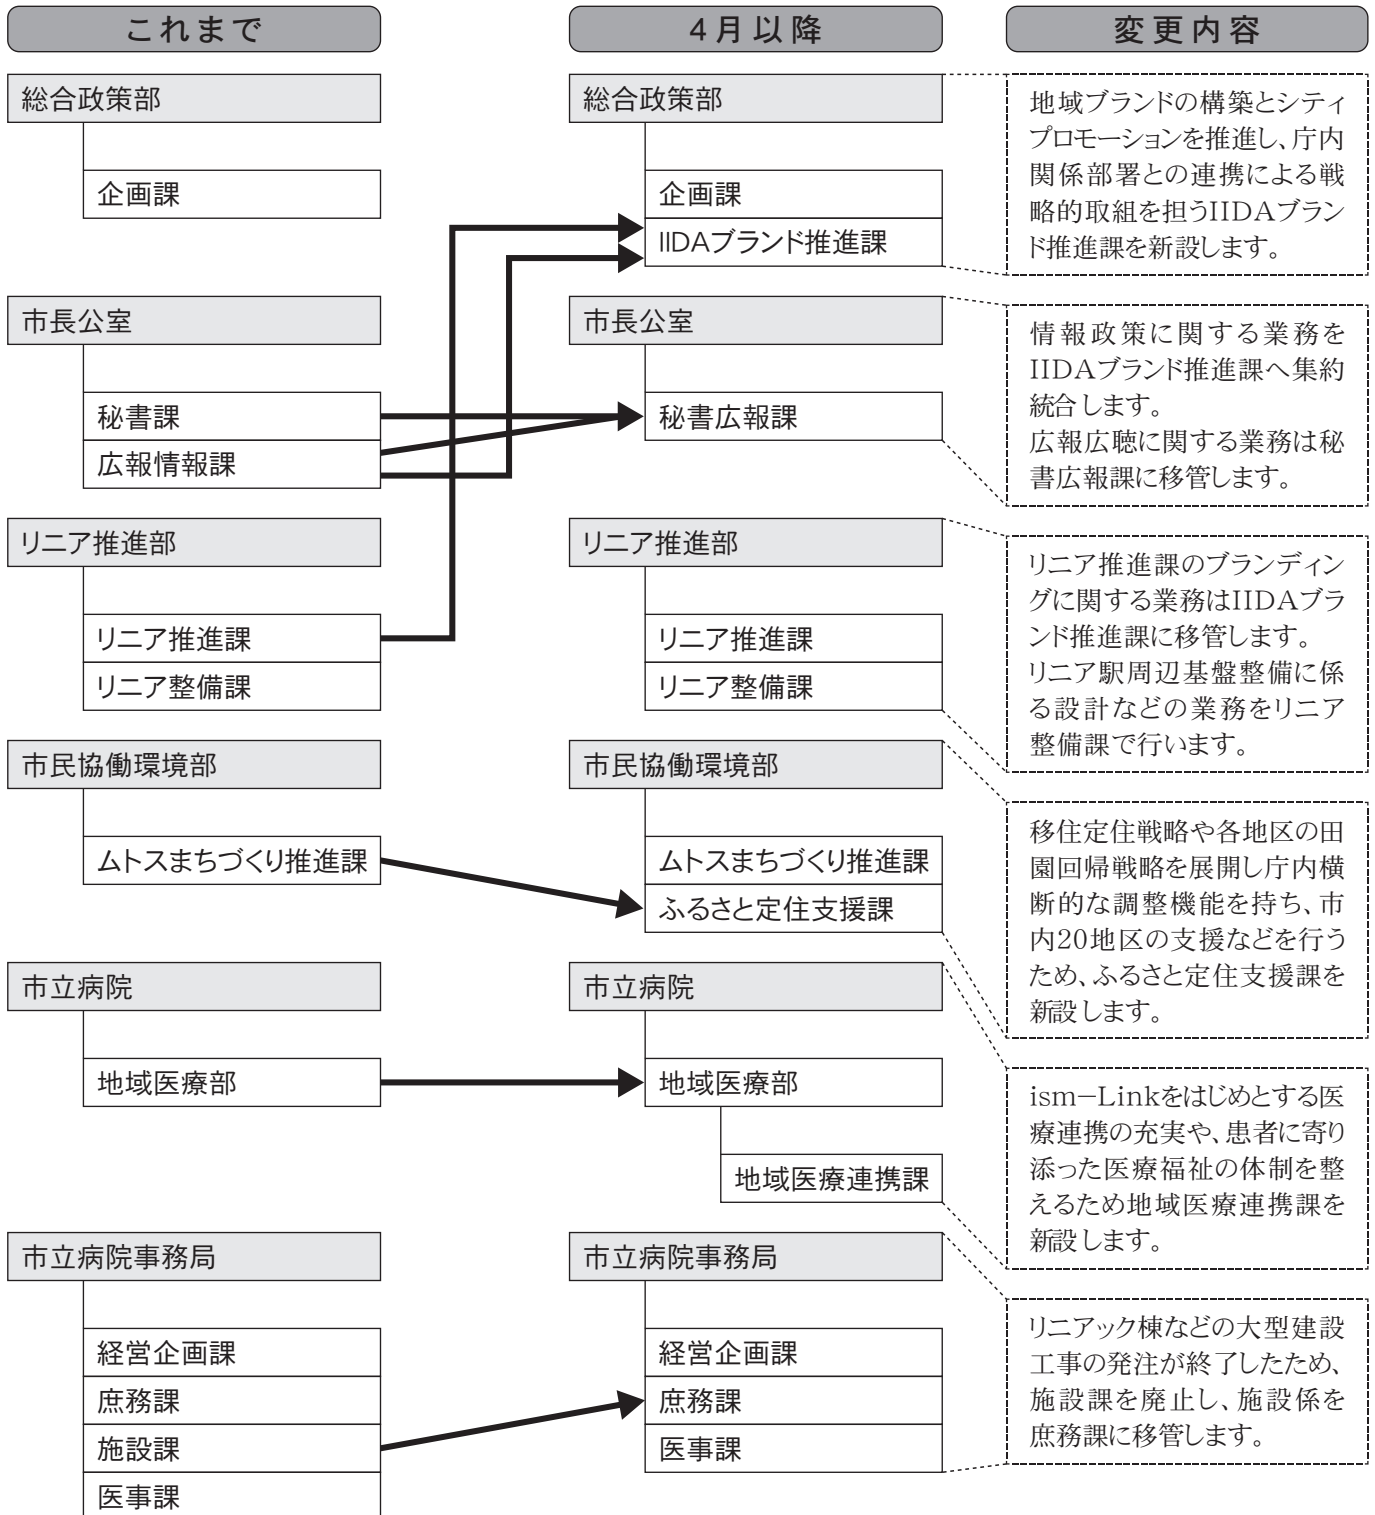 これまで
4月以降
変更内容
総合政策部
企画課
総合政策部
企画課
IIDAブランド推進課
地域ブランドの構築とシティ
プロモーションを推進し、庁内
関係部署との連携による戦
略的取組を担うIIDAブラン
ド推進課を新設します。
市長公室
秘書課
広報情報課
市長公室
秘書広報課
情報政策に関する業務を
IIDAブランド推進課へ集約
統合します。
広報広聴に関する業務は秘
書広報課に移管します。
リニア推進部
リニア推進課
リニア整備課
リニア推進部
リニア推進課
リニア整備課
リニア推進課のブランディン
グに関する業務はIIDAブラ
ンド推進課に移管します。
リニア駅周辺基盤整備に係
る設計などの業務をリニア
整備課で行います。
市民協働環境部
ムトスまちづくり推進課
市民協働環境部
ムトスまちづくり推進課
ふるさと定住支援課
移住定住戦略や各地区の田
園回帰戦略を展開し庁内横
断的な調整機能を持ち、市
内20地区の支援などを行う
ため、ふるさと定住支援課を
新設します。
市立病院
地域医療部
市立病院
地域医療部
地域医療連携課
ism-Linkをはじめとする医
療連携の充実や、患者に寄り
添った医療福祉の体制を整
えるため地域医療連携課を
新設します。
市立病院事務局
経営企画課
庶務課
施設課
医事課
市立病院事務局
経営企画課
庶務課
医事課
リニアック棟などの大型建設
工事の発注が終了したため、
施設課を廃止し、施設係を
庶務課に移管します。